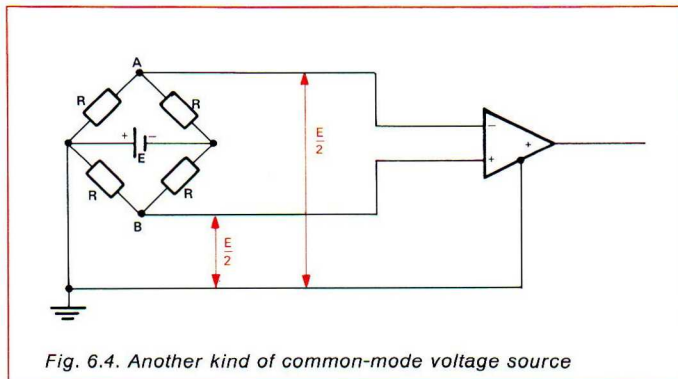 A
R
R
+
−
E
R
R
B
E
2
E
2
−
+
+
Fig. 6.4. Another kind of common-mode voltage source